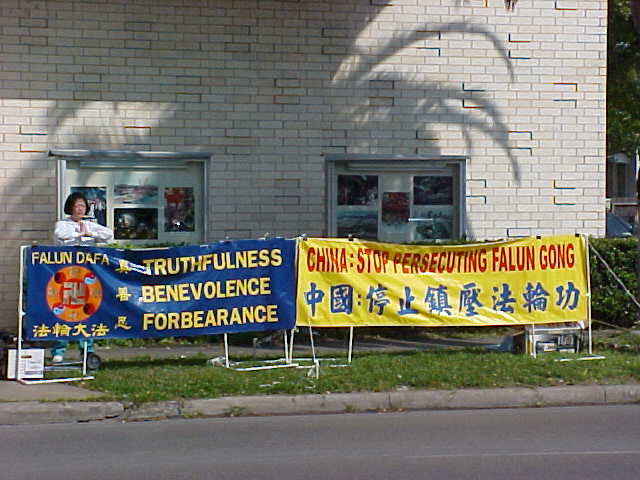 FALUN DAFA
真 TRUTHFULNESS
善 BENEVOLENCE
忍 FORBEARANCE
法輪大法
CHINA: STOP PERSECUTING FALUN GONG
中國:停止鎮壓法輪功